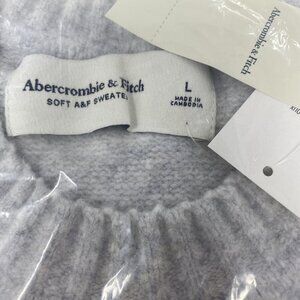 Abercrombie & Fitch
SOFT A&F SWEATER
L
MADE IN
CAMBODIA
Abercrombie & Fitch